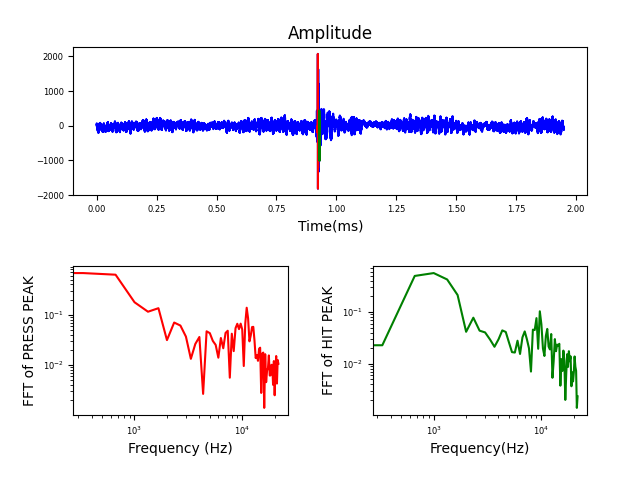 Amplitude
2000
1000
0
−1000
−2000
0.00 0.25 0.50 0.75 1.00 1.25 1.50 1.75 2.00
Time(ms)
FFT of PRESS PEAK
10⁻¹
10⁻²
10³ 10⁴
Frequency (Hz)
FFT of HIT PEAK
10⁻¹
10⁻²
10³ 10⁴
Frequency(Hz)